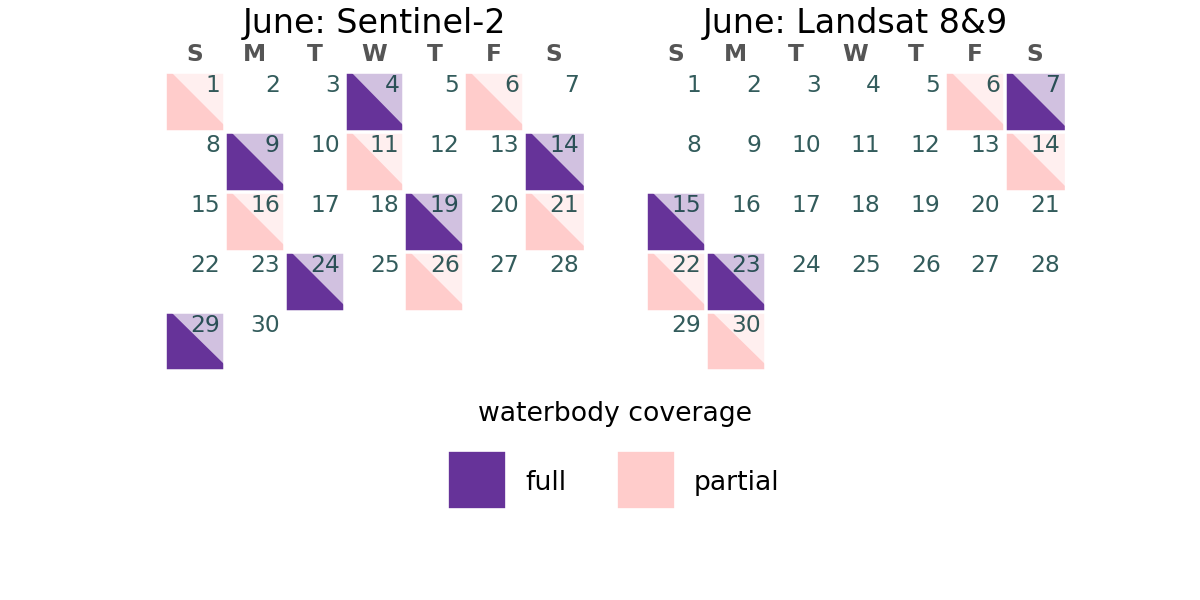 June: Sentinel-2
S M T W T F S
1 2 3 4 5 6 7
8 9 10 11 12 13 14
15 16 17 18 19 20 21
22 23 24 25 26 27 28
29 30
June: Landsat 8&9
S M T W T F S
1 2 3 4 5 6 7
8 9 10 11 12 13 14
15 16 17 18 19 20 21
22 23 24 25 26 27 28
29 30
waterbody coverage
full partial